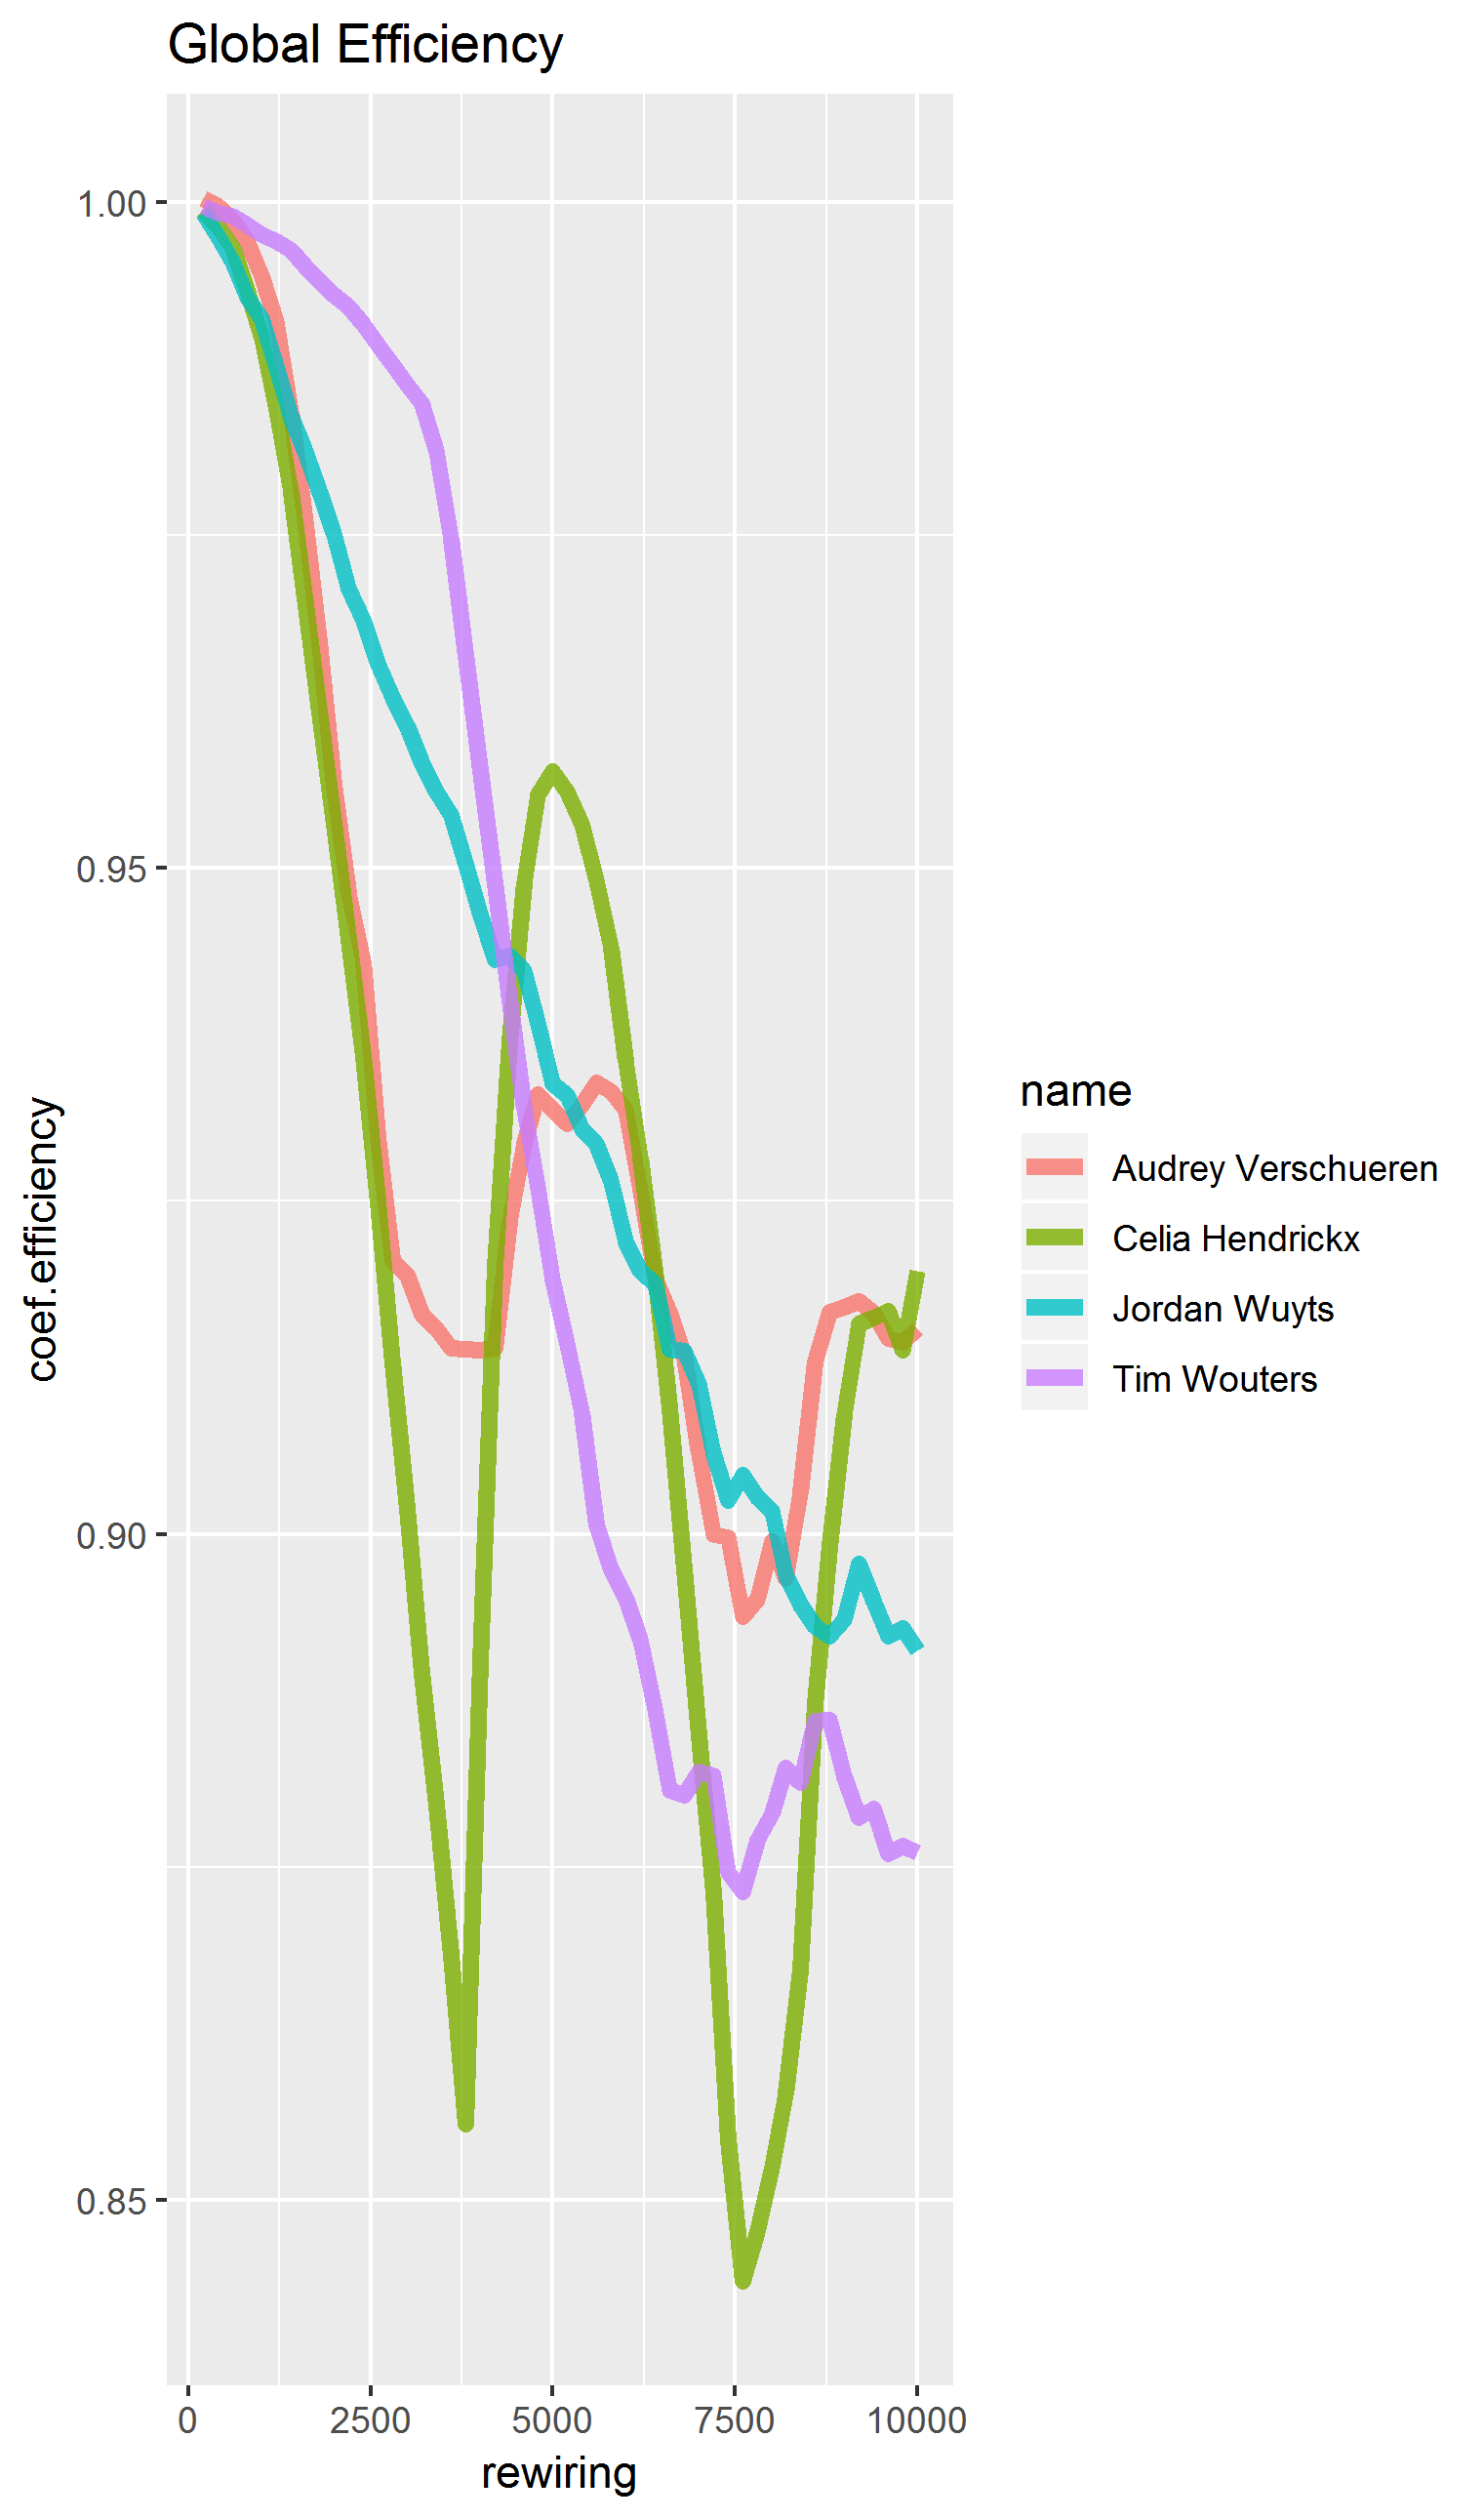 Global Efficiency
1.00
0.95
0.90
0.85
coef.efficiency
0 2500 5000 7500 10000
rewiring
name
Audrey Verschueren
Celia Hendrickx
Jordan Wuyts
Tim Wouters